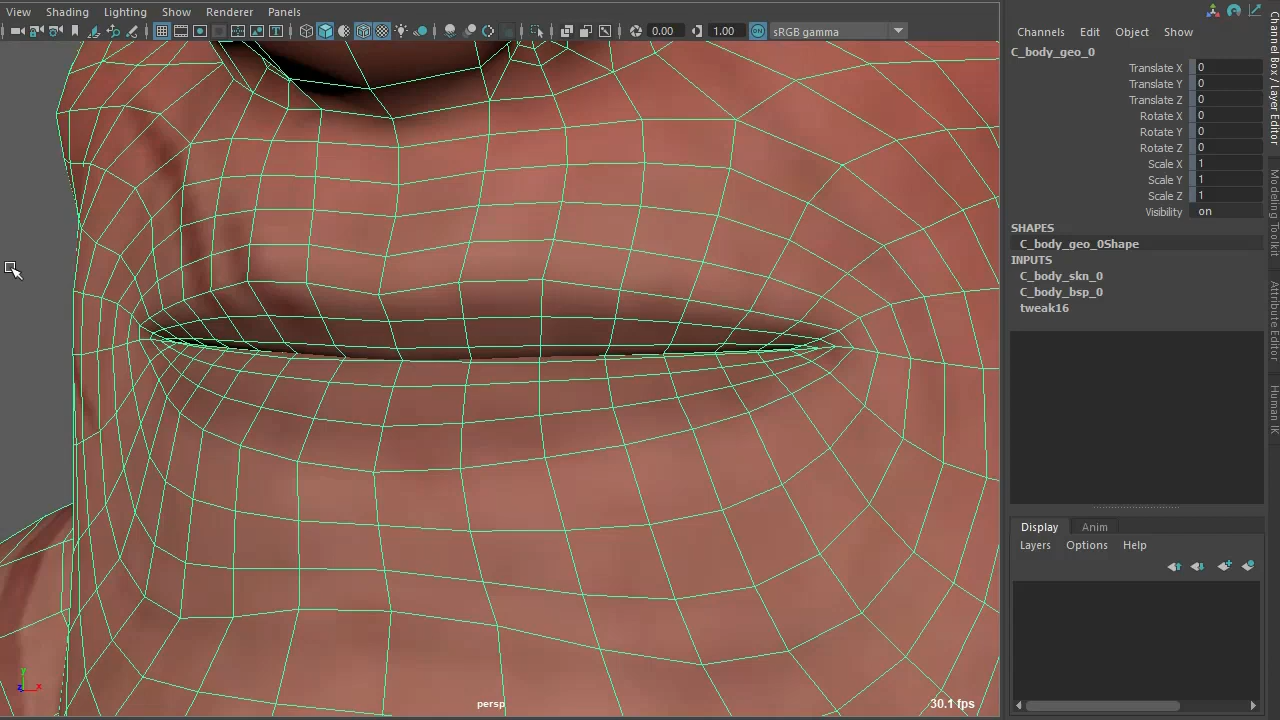 View Shading Lighting Show Renderer Panels
0.00 1.00 ON sRGB gamma
Channels Edit Object Show
C_body_geo_0
Translate X 0
Translate Y 0
Translate Z 0
Rotate X 0
Rotate Y 0
Rotate Z 0
Scale X 1
Scale Y 1
Scale Z 1
Visibility on
SHAPES
C_body_geo_0Shape
INPUTS
C_body_skn_0
C_body_bsp_0
tweak16
Display Anim
Layers Options Help
Channel Box / Layer Editor
Modeling Toolkit
Attribute Editor
Human IK
y
z x
persp
30.1 fps